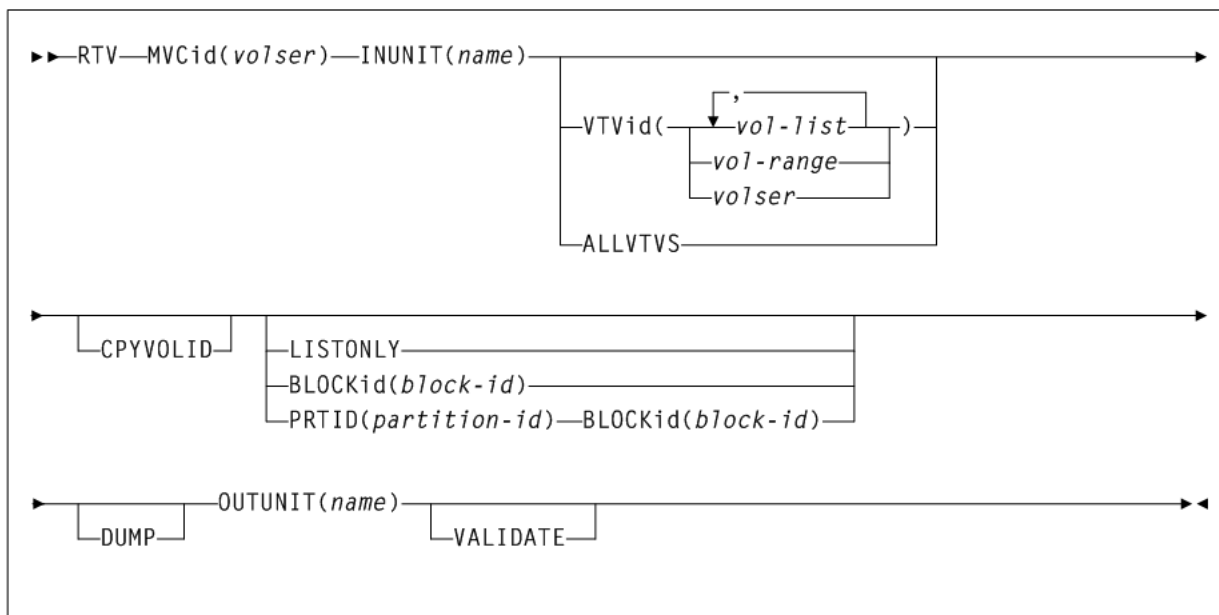 RTV MVCid(volser) INUNIT(name)
,
VTVid( vol-list )
vol-range
volser
ALLVTVS
CPYVOLID LISTONLY
BLOCKid(block-id)
PRTID(partition-id) BLOCKid(block-id)
OUTUNIT(name)
DUMP VALIDATE